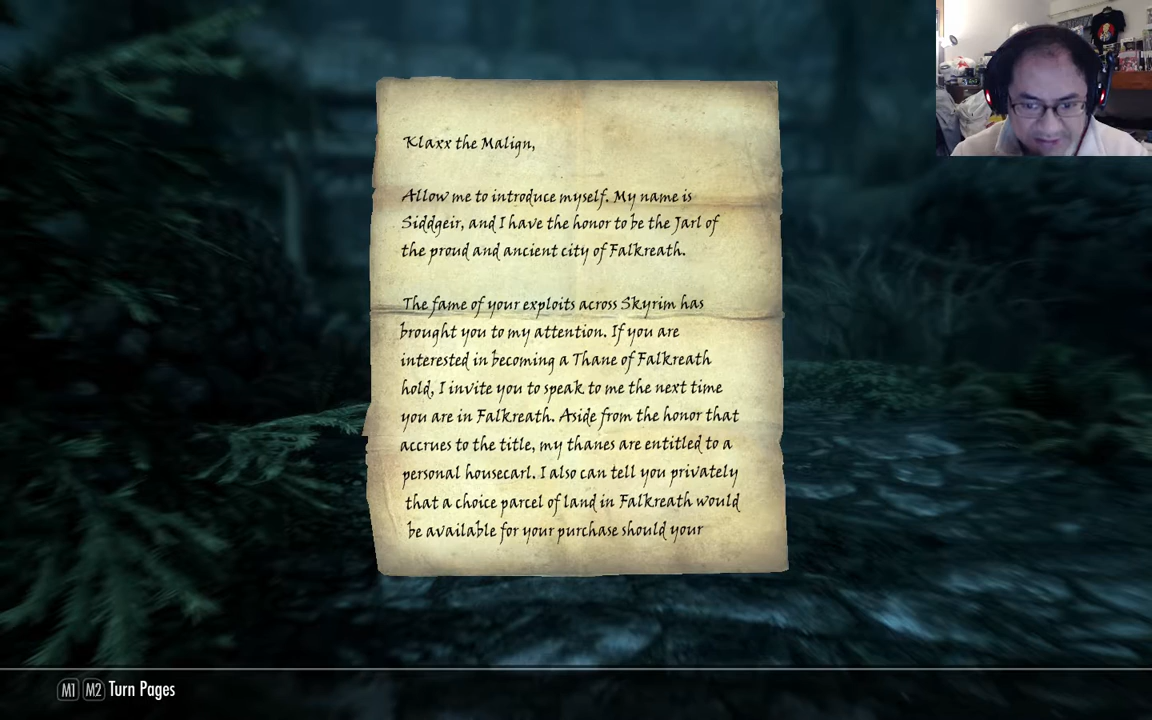 Klaxx the Malign,
Allow me to introduce myself. My name is
Siddgeir, and I have the honor to be the Jarl of
the proud and ancient city of Falkreath.
The fame of your exploits across Skyrim has
brought you to my attention. If you are
interested in becoming a Thane of Falkreath
hold, I invite you to speak to me the next time
you are in Falkreath. Aside from the honor that
accrues to the title, my thanes are entitled to a
personal housecarl. I also can tell you privately
that a choice parcel of land in Falkreath would
be available for your purchase should your
M1 M2 Turn Pages